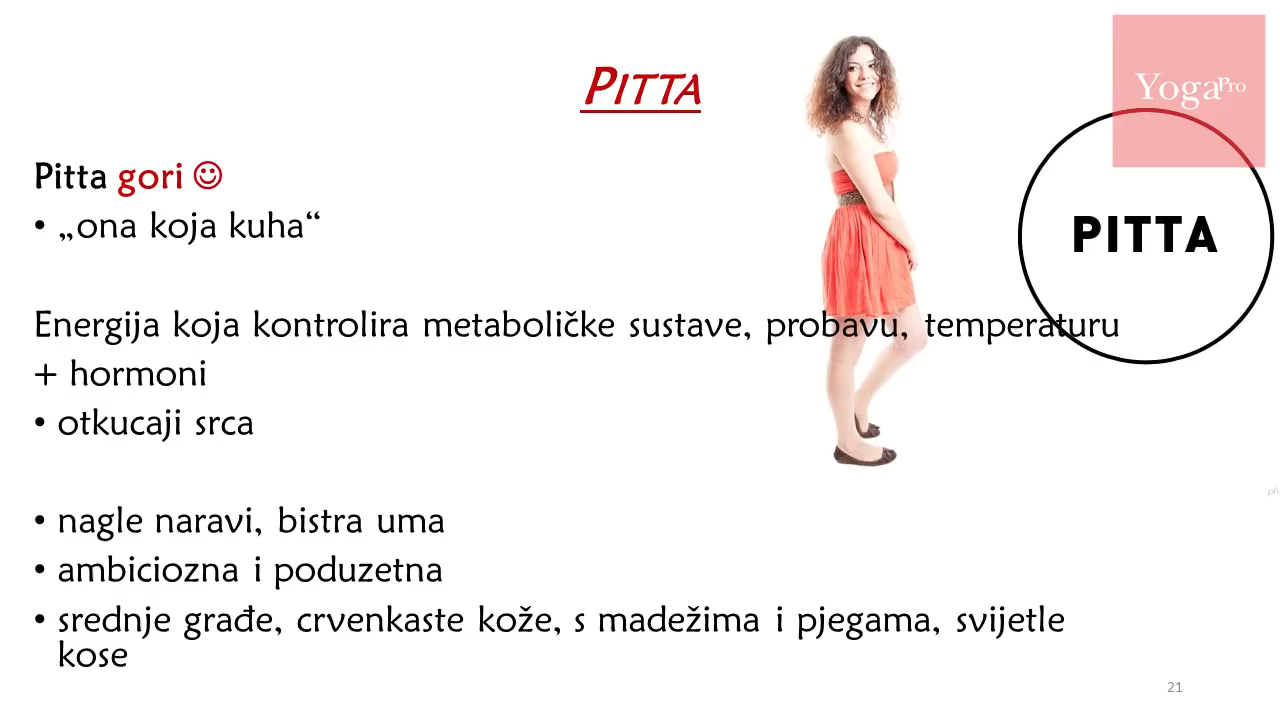 PITTA
YogaPro
Pitta gori ☺
PITTA
• „ona koja kuha“
Energija koja kontrolira metaboličke sustave, probavu, temperaturu
+ hormoni
• otkucaji srca
• nagle naravi, bistra uma
• ambiciozna i poduzetna
• srednje građe, crvenkaste kože, s madežima i pjegama, svijetle
kose
21